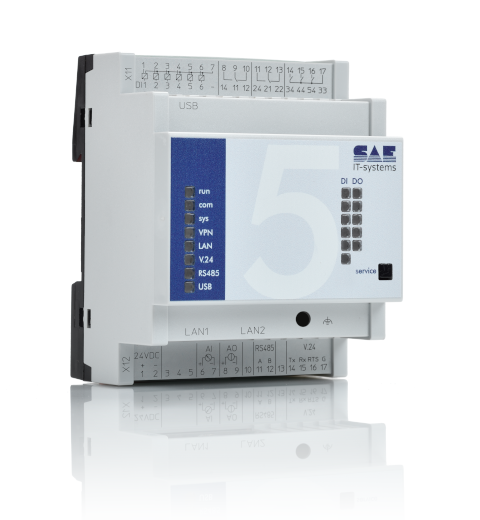 X11
1 2 3 4 5 6 7 8 9 10 11 12 13 14 15 16 17
DI1 2 3 4 5 6 - 14 11 12 24 21 22 34 44 54 33
USB
SAE
IT-systems
5
DI DO
run
com
sys
VPN
LAN
V.24
RS485
USB
service
LAN1 LAN2
X12
24VDC AI AO RS485 V.24
+ - A B Tx Rx RTS G
1 2 3 4 5 6 7 8 9 10 11 12 13 14 15 16 17